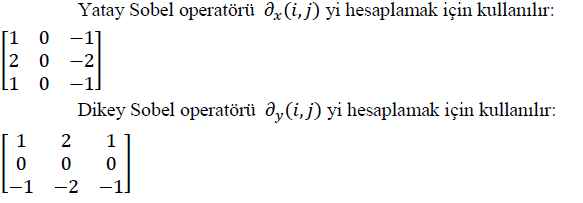 Yatay Sobel operatörü ∂x(i,j) yi hesaplamak için kullanılır:
[1 0 −1]
[2 0 −2]
[1 0 −1]
Dikey Sobel operatörü ∂y(i,j) yi hesaplamak için kullanılır:
[1 2 1]
[0 0 0]
[−1 −2 −1]